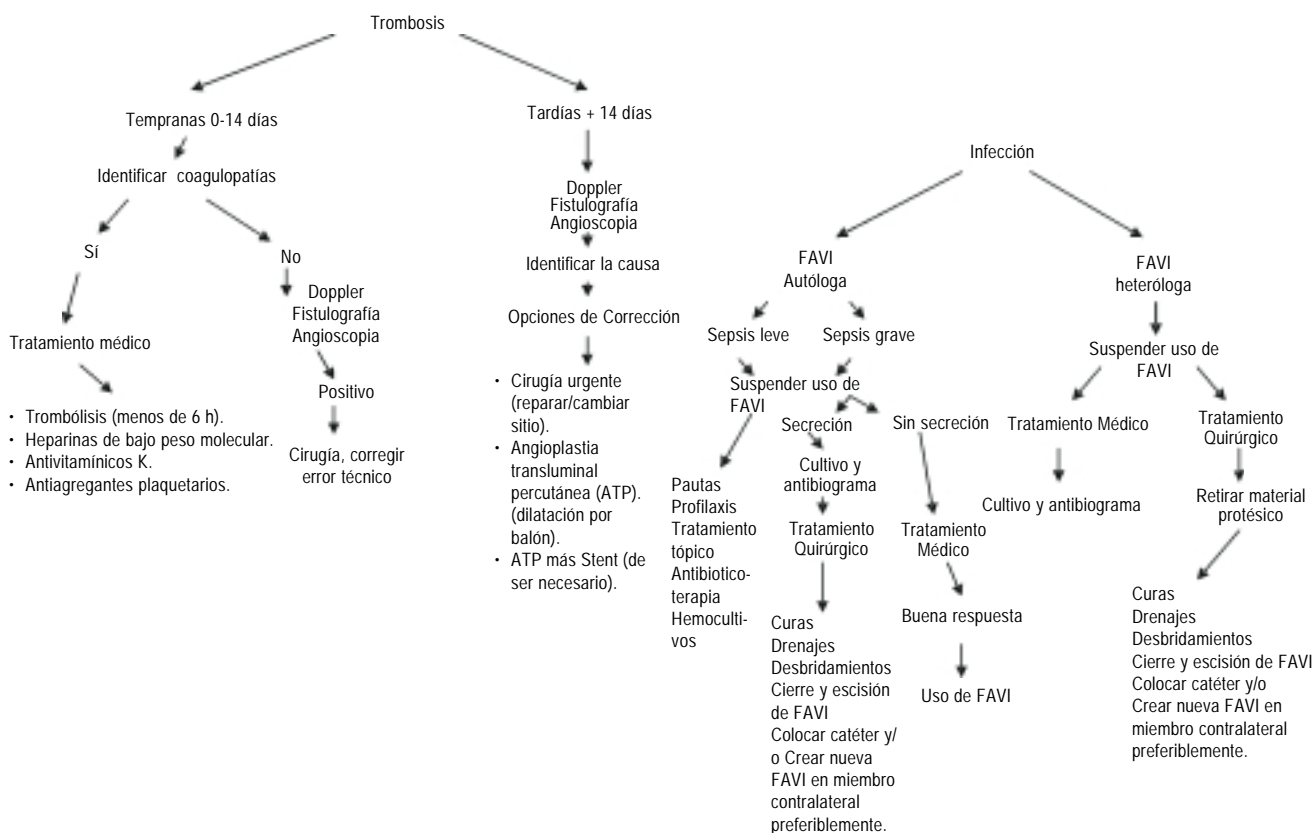 Trombosis
Tempranas 0-14 días
Identificar coagulopatías
Sí
Tratamiento médico
· Trombólisis (menos de 6 h).
· Heparinas de bajo peso molecular.
· Antivitamínicos K.
· Antiagregantes plaquetarios.
No
Doppler
Fistulografía
Angioscopia
Positivo
Cirugía, corregir
error técnico
Tardías + 14 días
Doppler
Fistulografía
Angioscopia
Identificar la causa
Opciones de Corrección
· Cirugía urgente
(reparar/cambiar
sitio).
· Angioplastia
transluminal
percutánea (ATP).
(dilatación por
balón).
· ATP más Stent (de
ser necesario).
Infección
FAVI
Autóloga
Sepsis leve
Sepsis grave
Suspender uso de
FAVI
Pautas
Profilaxis
Tratamiento
tópico
Antibiotico-
terapia
Hemoculti-
vos
Secreción
Cultivo y
antibiograma
Tratamiento
Quirúrgico
Curas
Drenajes
Desbridamientos
Cierre y escisión
de FAVI
Colocar catéter y/
o Crear nueva
FAVI en miembro
contralateral
preferiblemente.
Sin secreción
Tratamiento
Médico
Buena respuesta
Uso de FAVI
FAVI
heteróloga
Suspender uso de
FAVI
Tratamiento Médico
Cultivo y antibiograma
Tratamiento
Quirúrgico
Retirar material
protésico
Curas
Drenajes
Desbridamientos
Cierre y escisión de FAVI
Colocar catéter y/o
Crear nueva FAVI en
miembro contralateral
preferiblemente.